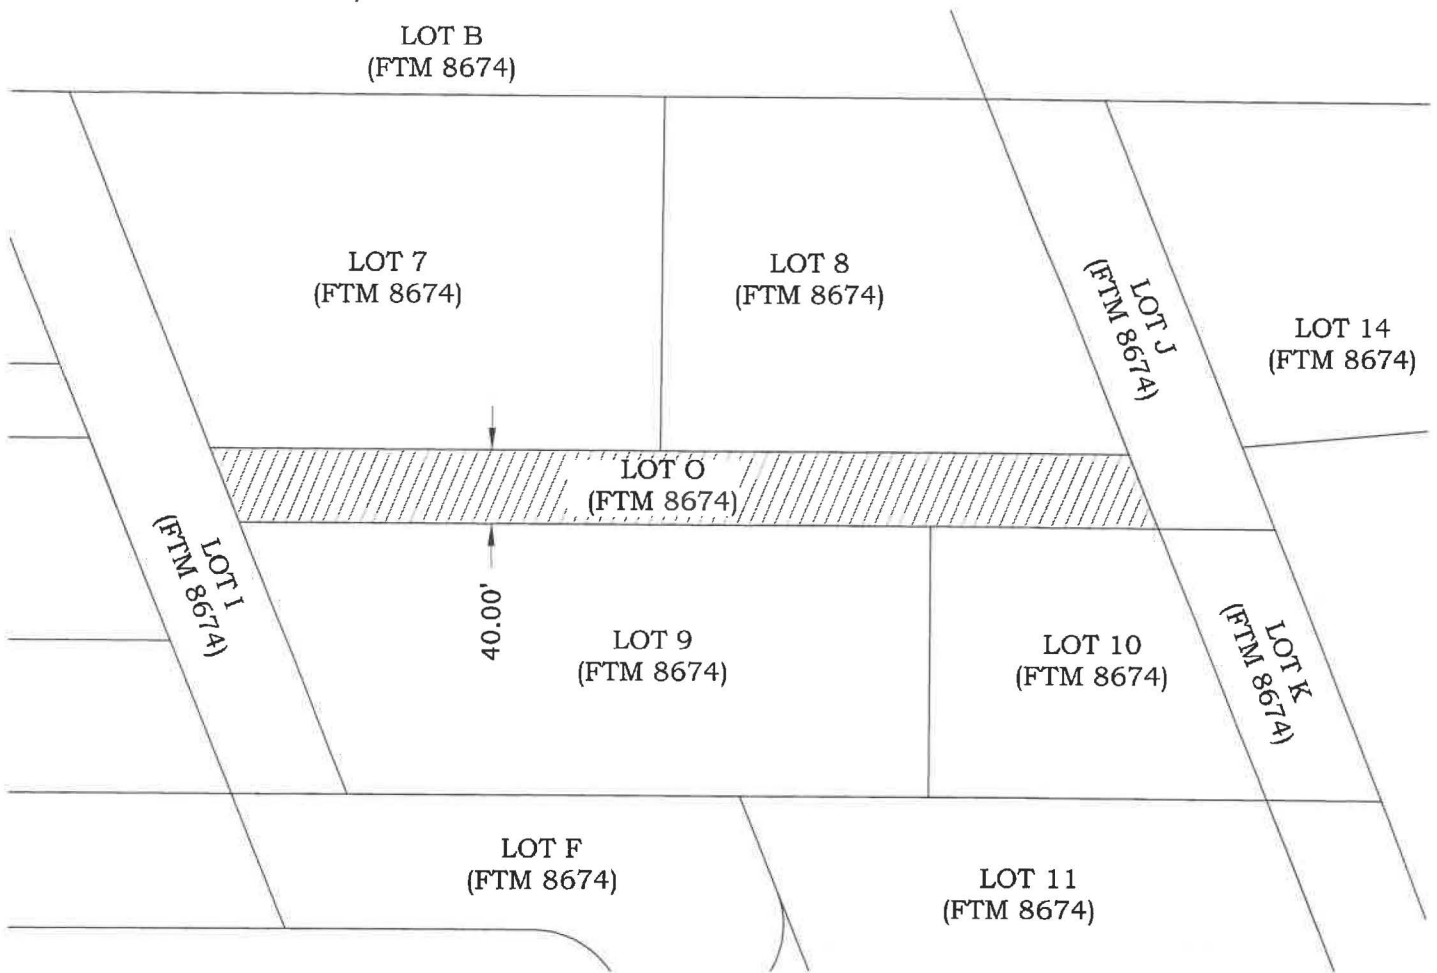 LOT B
(FTM 8674)
LOT 7
(FTM 8674)
LOT 8
(FTM 8674)
LOT J
(FTM 8674)
LOT 14
(FTM 8674)
LOT O
(FTM 8674)
LOT I
(FTM 8674)
40.00'
LOT 9
(FTM 8674)
LOT 10
(FTM 8674)
LOT K
(FTM 8674)
LOT F
(FTM 8674)
LOT 11
(FTM 8674)